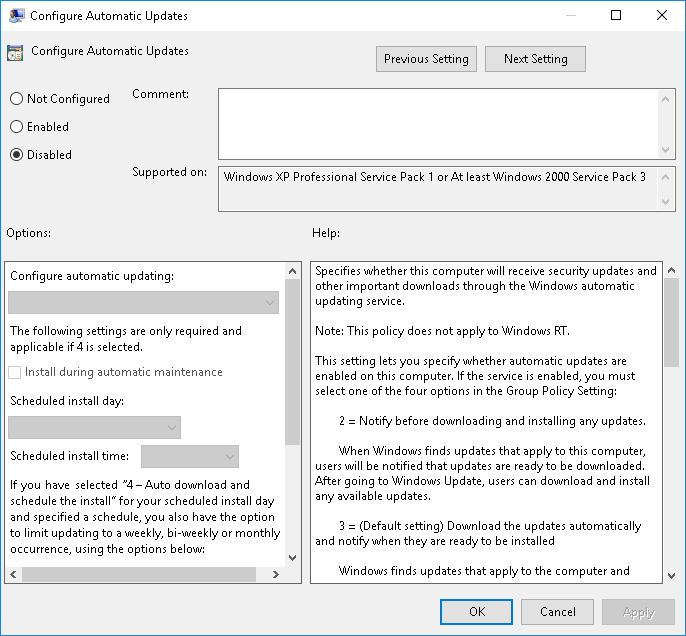 Configure Automatic Updates
Configure Automatic Updates
Previous Setting
Next Setting
Not Configured
Enabled
Disabled
Comment:
Supported on:
Windows XP Professional Service Pack 1 or At least Windows 2000 Service Pack 3
Options:
Help:
Configure automatic updating:
The following settings are only required and
applicable if 4 is selected.
Install during automatic maintenance
Scheduled install day:
Scheduled install time:
If you have selected “4 – Auto download and
schedule the install” for your scheduled install day
and specified a schedule, you also have the option
to limit updating to a weekly, bi-weekly or monthly
occurrence, using the options below:
Specifies whether this computer will receive security updates and
other important downloads through the Windows automatic
updating service.
Note: This policy does not apply to Windows RT.
This setting lets you specify whether automatic updates are
enabled on this computer. If the service is enabled, you must
select one of the four options in the Group Policy Setting:
2 = Notify before downloading and installing any updates.
When Windows finds updates that apply to this computer,
users will be notified that updates are ready to be downloaded.
After going to Windows Update, users can download and install
any available updates.
3 = (Default setting) Download the updates automatically
and notify when they are ready to be installed
Windows finds updates that apply to the computer and
OK
Cancel
Apply